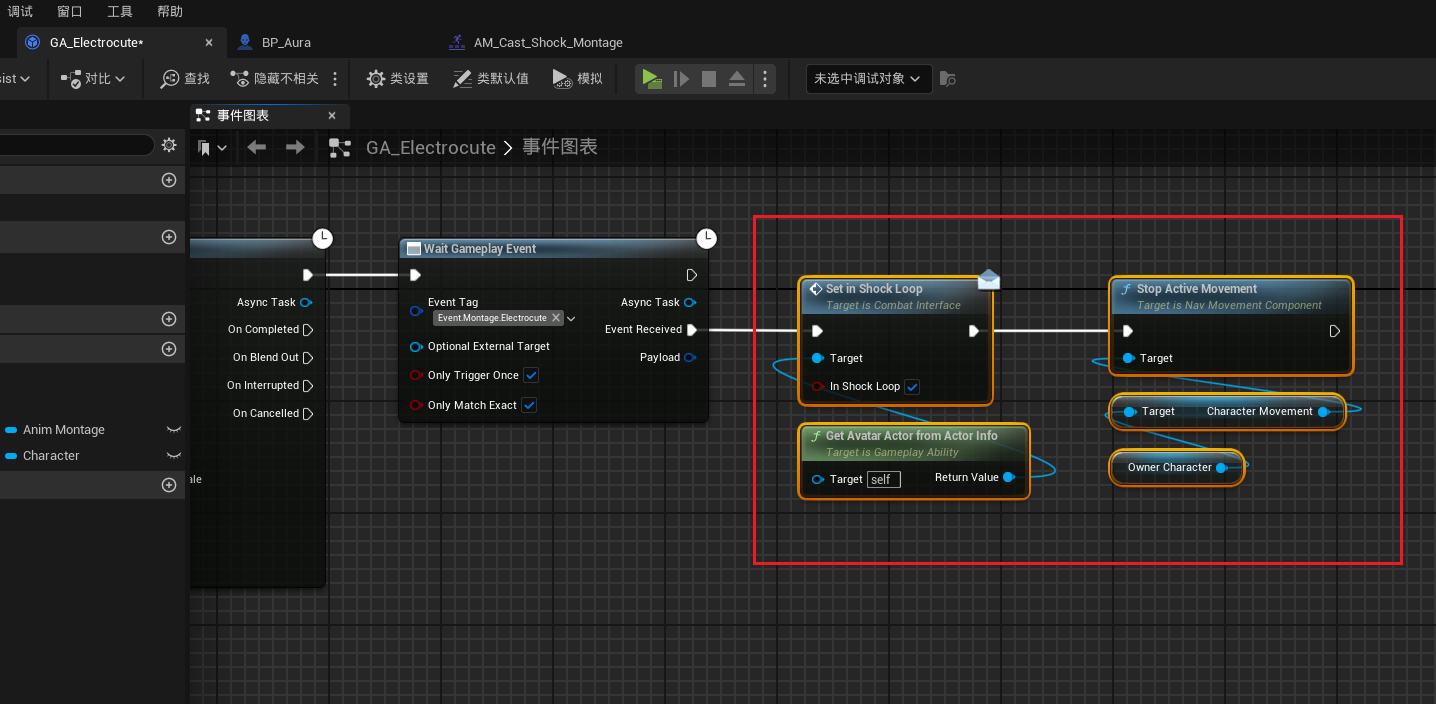 调试 窗口 工具 帮助
GA_Electrocute* BP_Aura AM_Cast_Shock_Montage
sist 对比 查找 隐藏不相关 类设置 类默认值 模拟 未选中调试对象
事件图表
GA_Electrocute 事件图表
Async Task
On Completed
On Blend Out
On Interrupted
On Cancelled
Wait Gameplay Event
Event Tag
Event.Montage.Electrocute
Optional External Target
Only Trigger Once
Only Match Exact
Async Task
Event Received
Payload
Set in Shock Loop
Target is Combat Interface
Target
In Shock Loop
Get Avatar Actor from Actor Info
Target is Gameplay Ability
Target self Return Value
Stop Active Movement
Target is Nav Movement Component
Target
Target Character Movement
Owner Character
Anim Montage
Character
ale